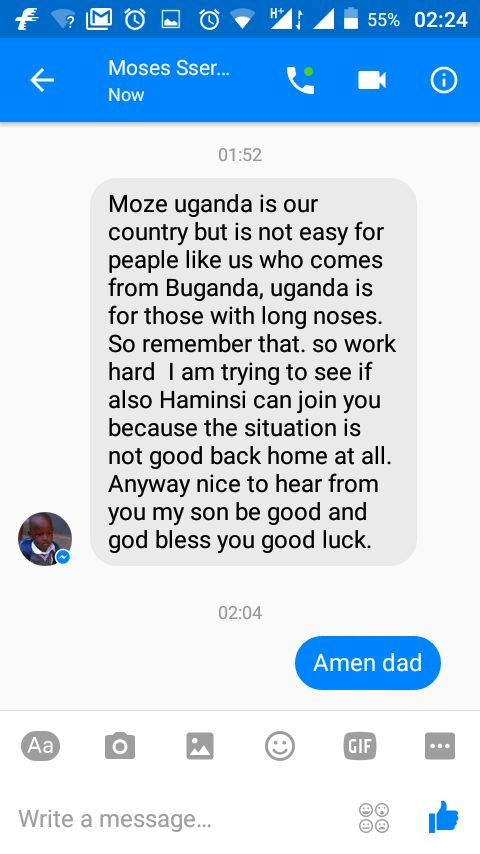 H+ 55% 02:24
Moses Sser...
Now
01:52
Moze uganda is our
country but is not easy for
peaple like us who comes
from Buganda, uganda is
for those with long noses.
So remember that. so work
hard  I am trying to see if
also Haminsi can join you
because the situation is
not good back home at all.
Anyway nice to hear from
you my son be good and
god bless you good luck.
02:04
Amen dad
Aa GIF
Write a message...